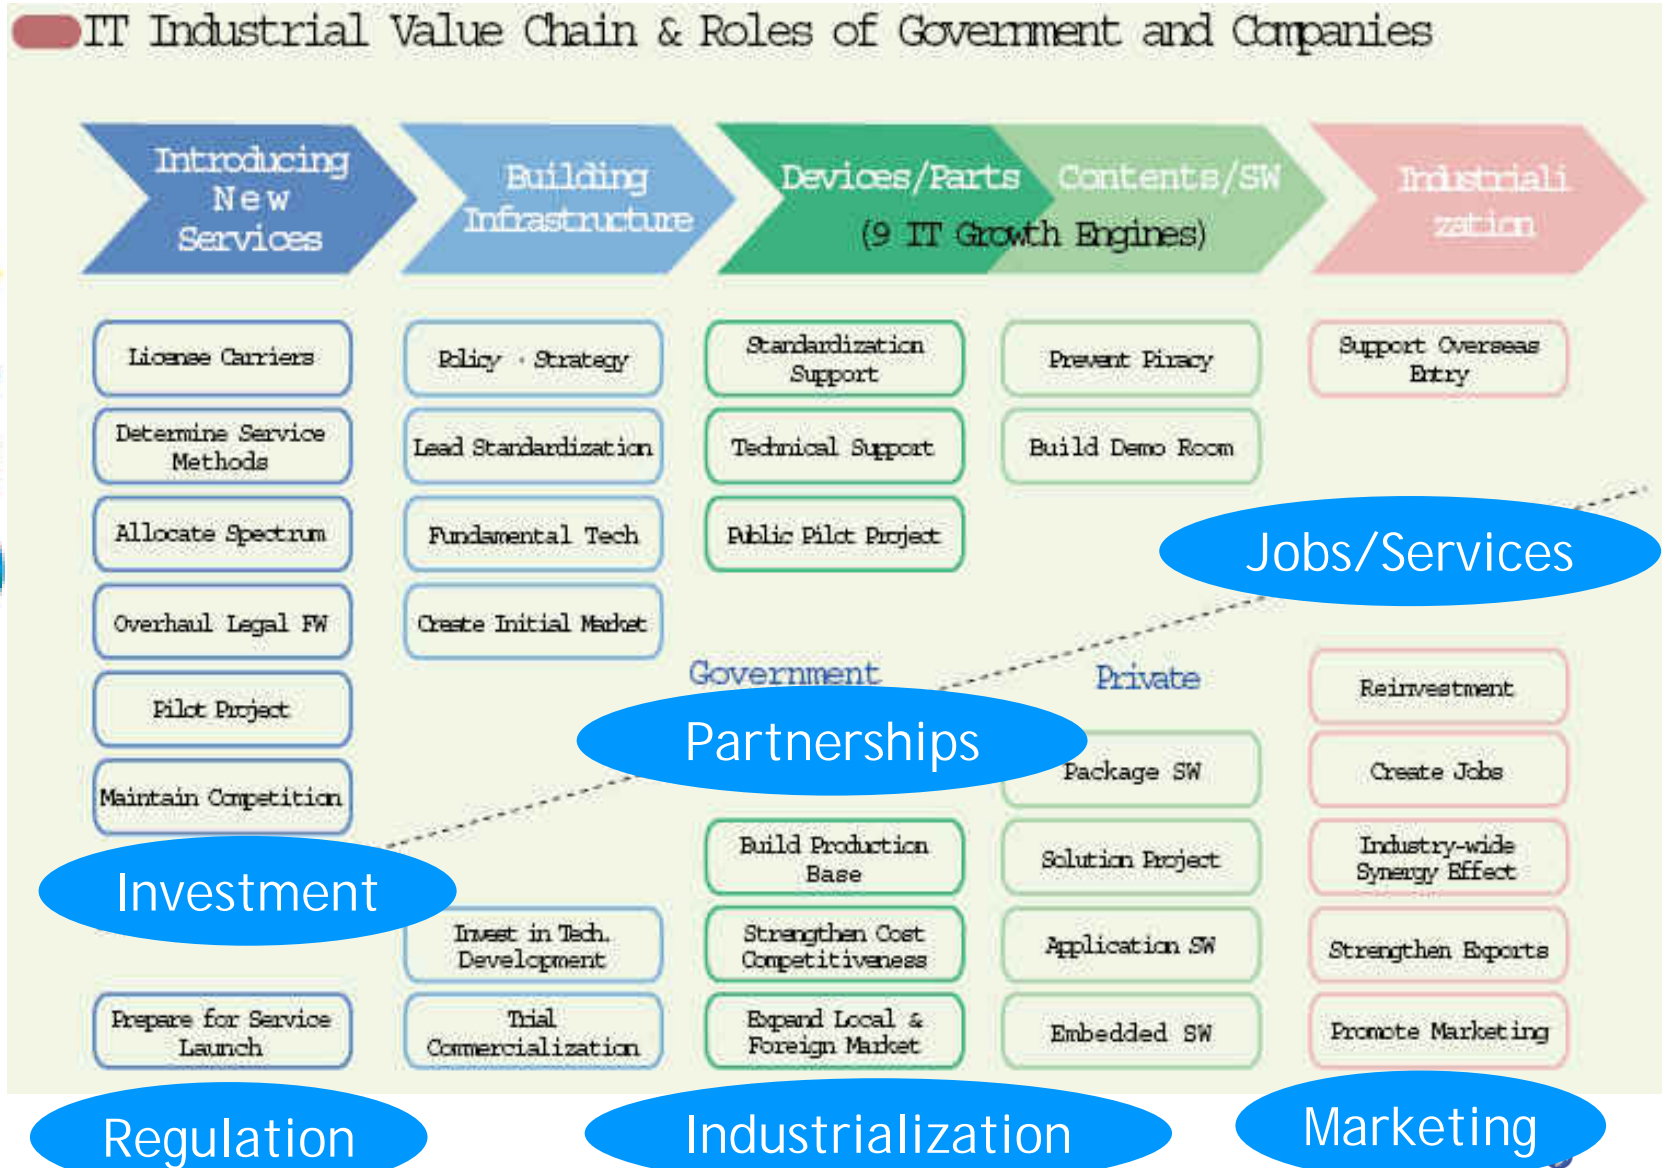 IT Industrial Value Chain & Roles of Government and Companies
Introducing
New
Services
Building
Infrastructure
Devices/Parts
Contents/SW
(9 IT Growth Engines)
Industriali
zation
License Carriers
Determine Service
Methods
Allocate Spectrum
Overhaul Legal FW
Pilot Project
Maintain Competition
Policy · Strategy
Lead Standardization
Fundamental Tech
Create Initial Market
Standardization
Support
Technical Support
Public Pilot Project
Prevent Piracy
Build Demo Room
Support Overseas
Entry
Jobs/Services
Government
Private
Partnerships
Investment
Prepare for Service
Launch
Invest in Tech.
Development
Trial
Commercialization
Build Production
Base
Strengthen Cost
Competitiveness
Expand Local &
Foreign Market
Package SW
Solution Project
Application SW
Embedded SW
Reinvestment
Create Jobs
Industry-wide
Synergy Effect
Strengthen Exports
Promote Marketing
Regulation
Industrialization
Marketing